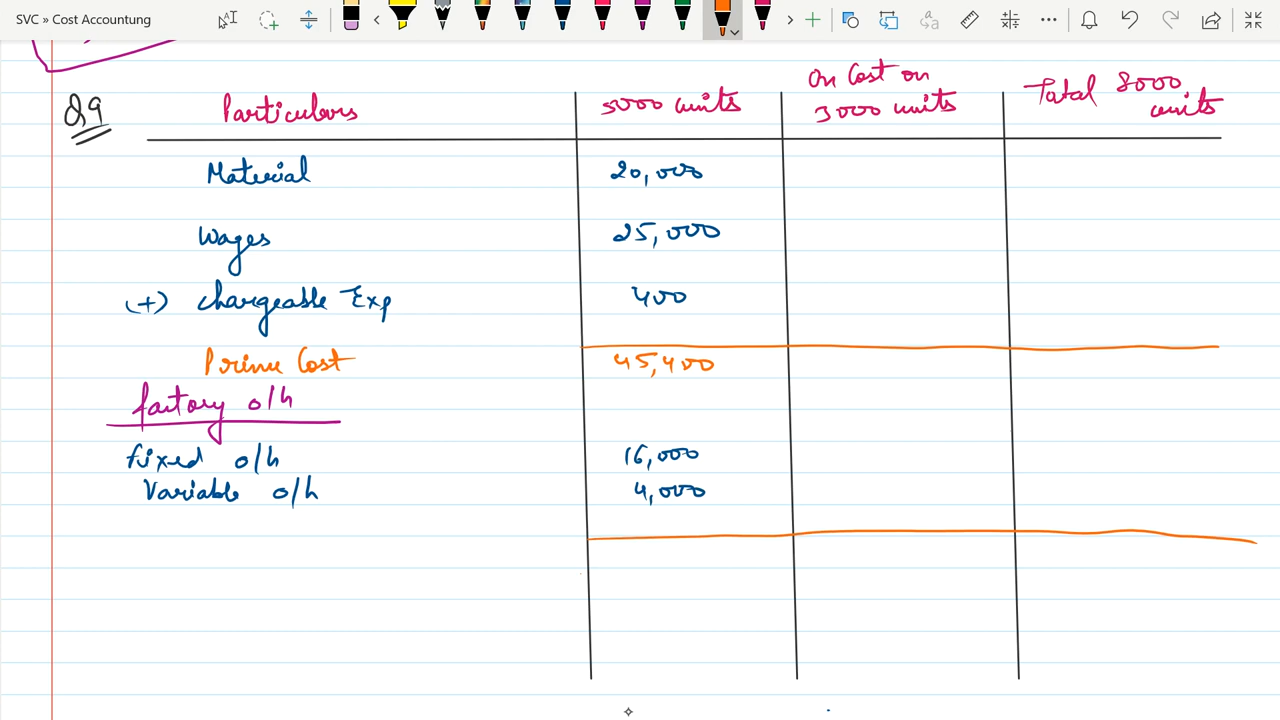 SVC » Cost Accountung
Q9
Particulars 5000 units On Cost on 3000 units Total 8000 units
Material 20,000
Wages 25,000
(+) Chargeable Exp 400
Prime Cost 45,400
factory o/h
fixed o/h 16,000
Variable o/h 4,000